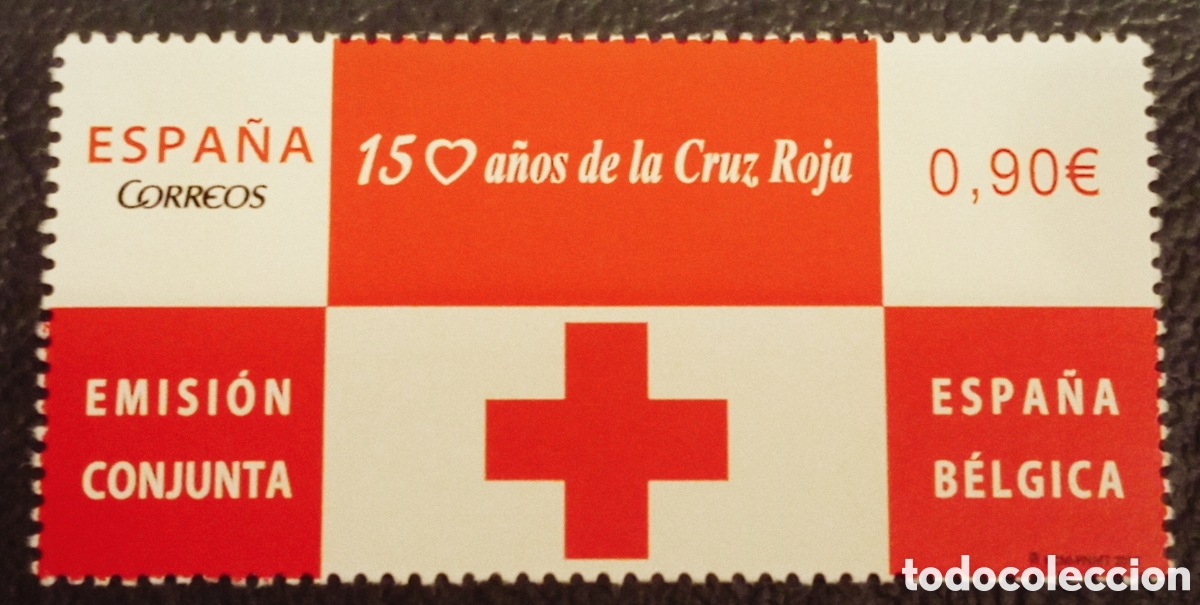 ESPAÑA
CORREOS
15♡ años de la Cruz Roja
0,90€
EMISIÓN
CONJUNTA
ESPAÑA
BÉLGICA
todocoleccion